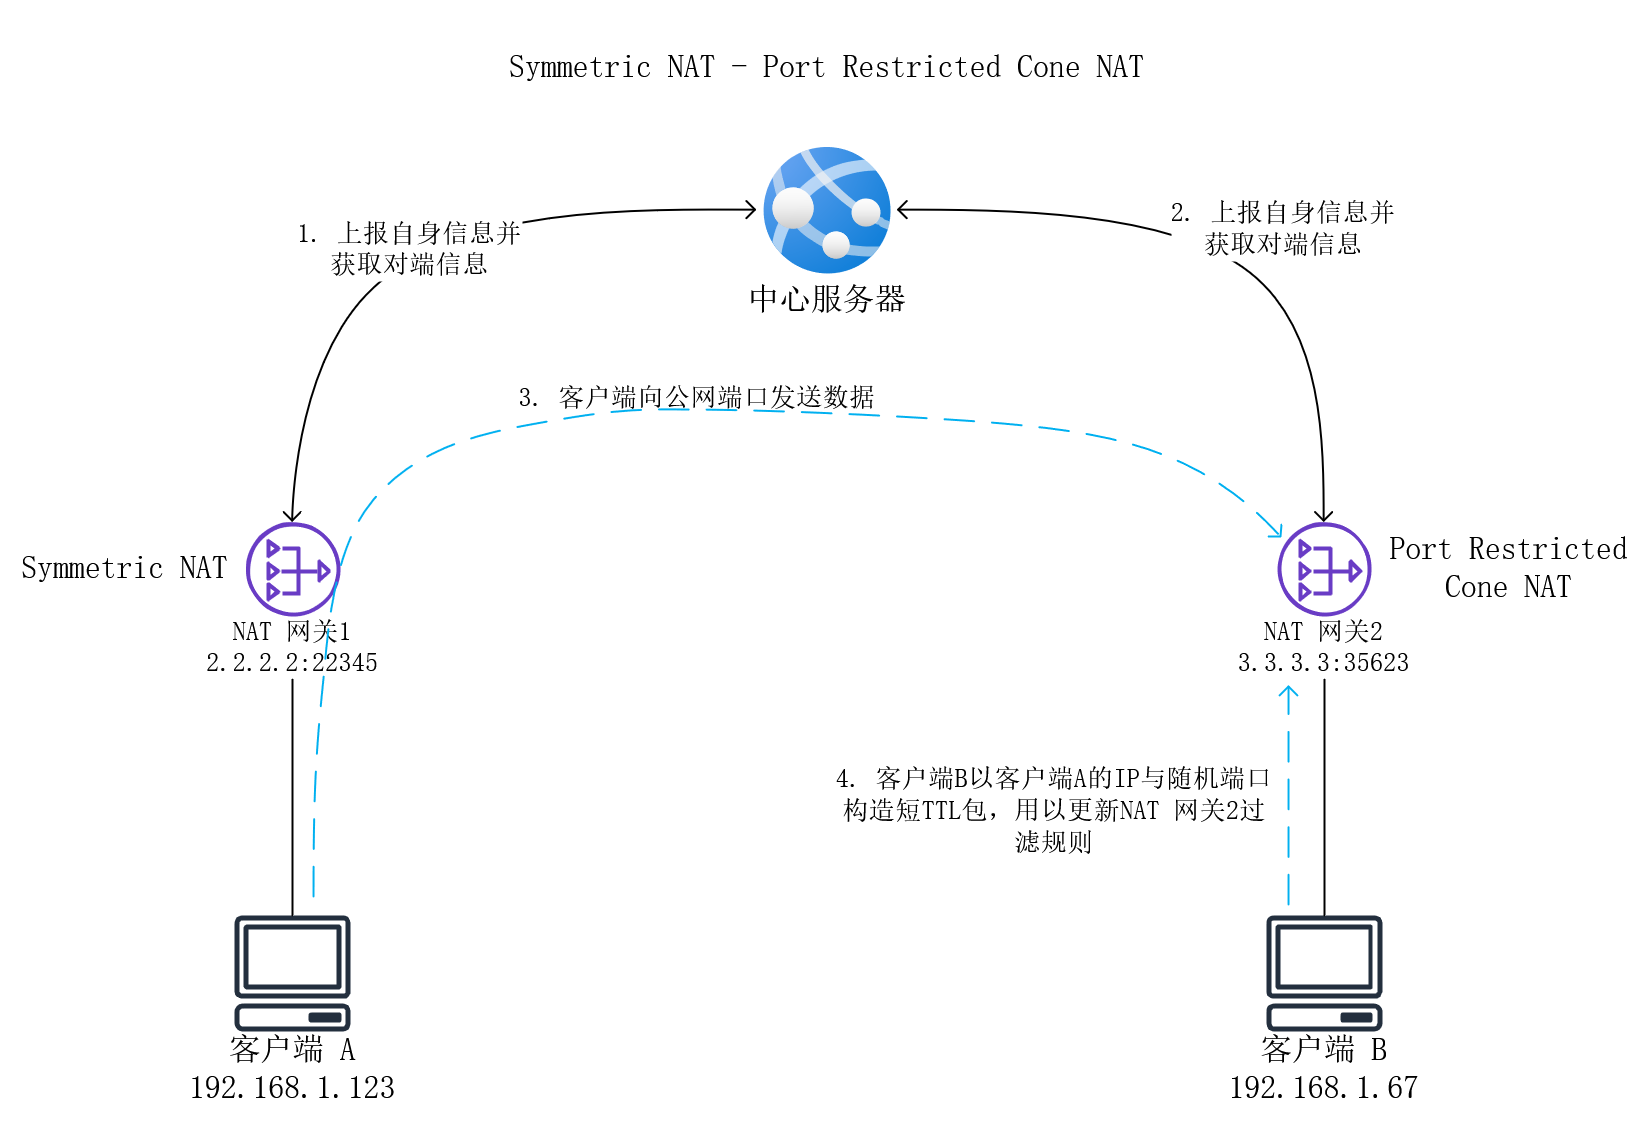 Symmetric NAT - Port Restricted Cone NAT
1. 上报自身信息并
获取对端信息
2. 上报自身信息并
获取对端信息
中心服务器
3. 客户端向公网端口发送数据
Symmetric NAT
Port Restricted
Cone NAT
NAT 网关1
2.2.2.2:22345
NAT 网关2
3.3.3.3:35623
4. 客户端B以客户端A的IP与随机端口
构造短TTL包，用以更新NAT 网关2过
滤规则
客户端 A
192.168.1.123
客户端 B
192.168.1.67